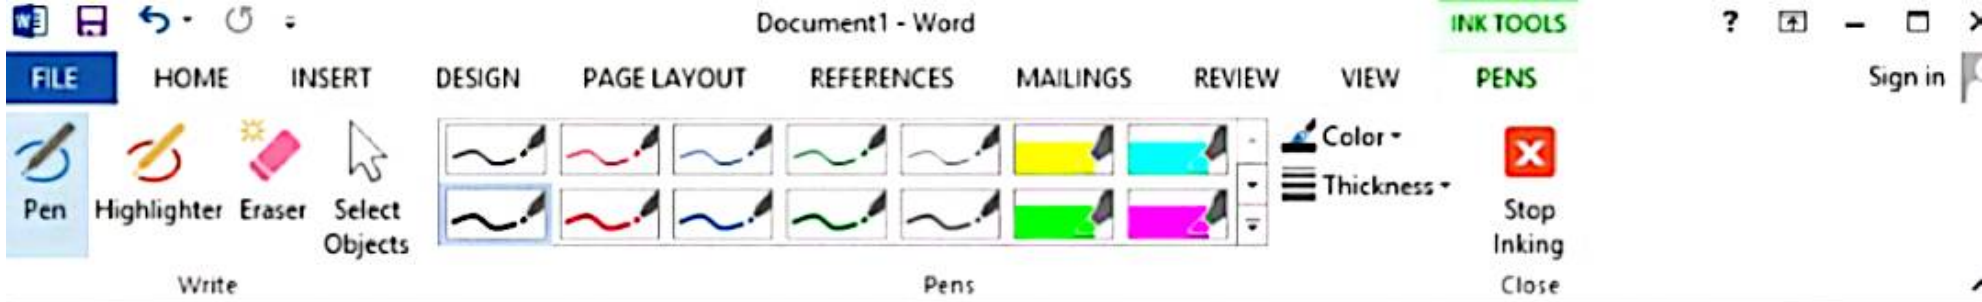 Document1 - Word
INK TOOLS
?
FILE HOME INSERT DESIGN PAGE LAYOUT REFERENCES MAILINGS REVIEW VIEW PENS Sign in
Color
Thickness
Pen Highlighter Eraser Select Objects
Stop Inking
Write Pens Close